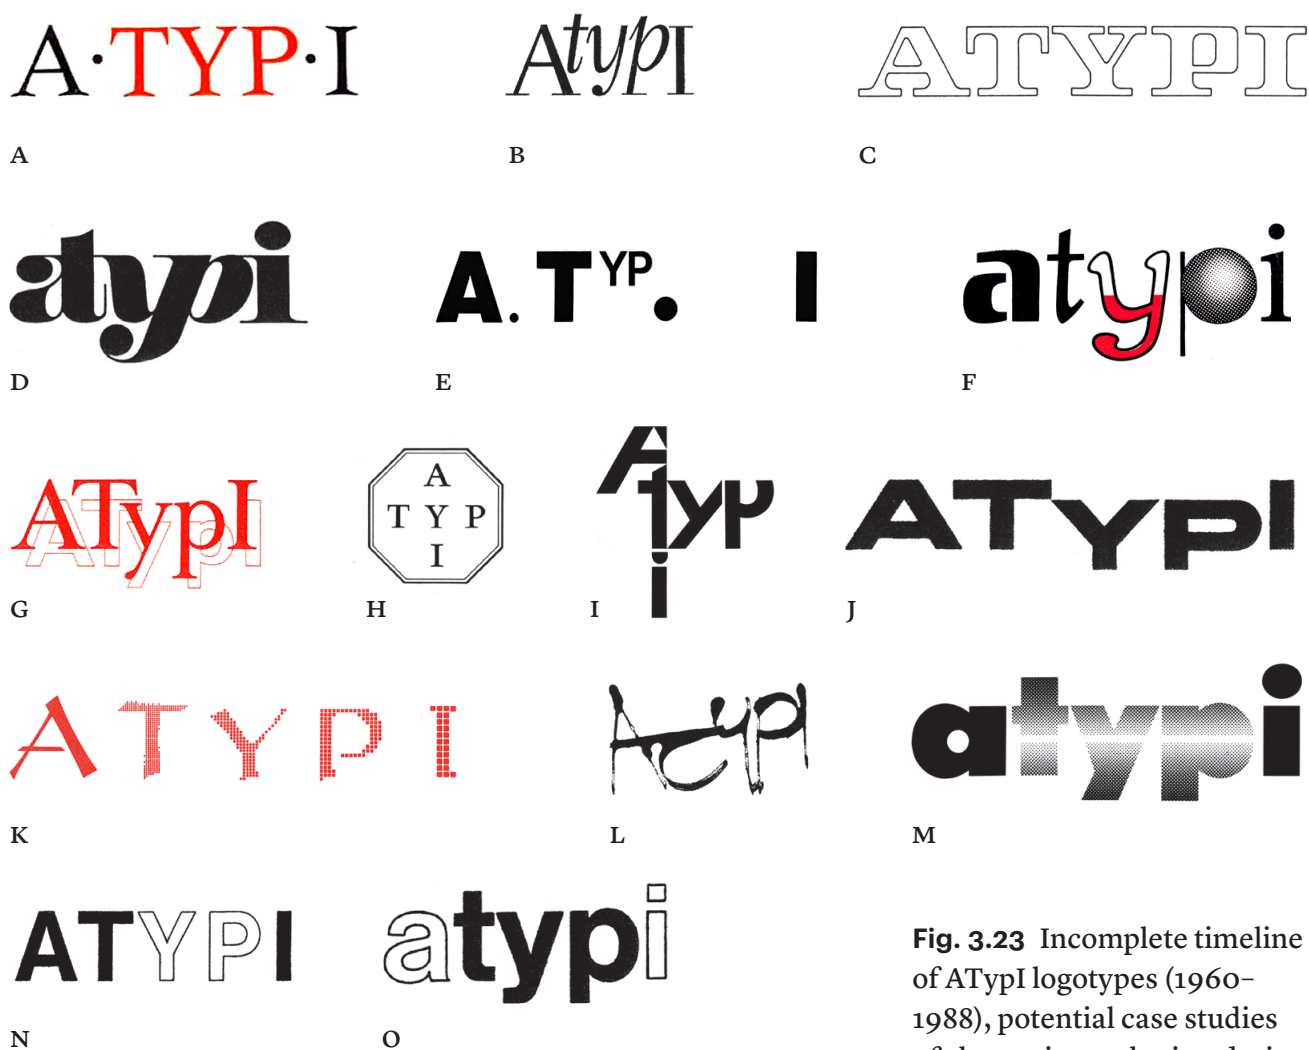 A·TYP·I
AtypI
ATYPI
A
B
C
atypi
A. TYP. I
atypi
D
E
F
ATypI
A
T Y P
I
Atypi
ATYPI
G
H
I
J
ATYPI
Atypi
atypi
K
L
M
ATYPI
atypi
Fig. 3.23 Incomplete timeline
of ATypI logotypes (1960–
1988), potential case studies
N
O